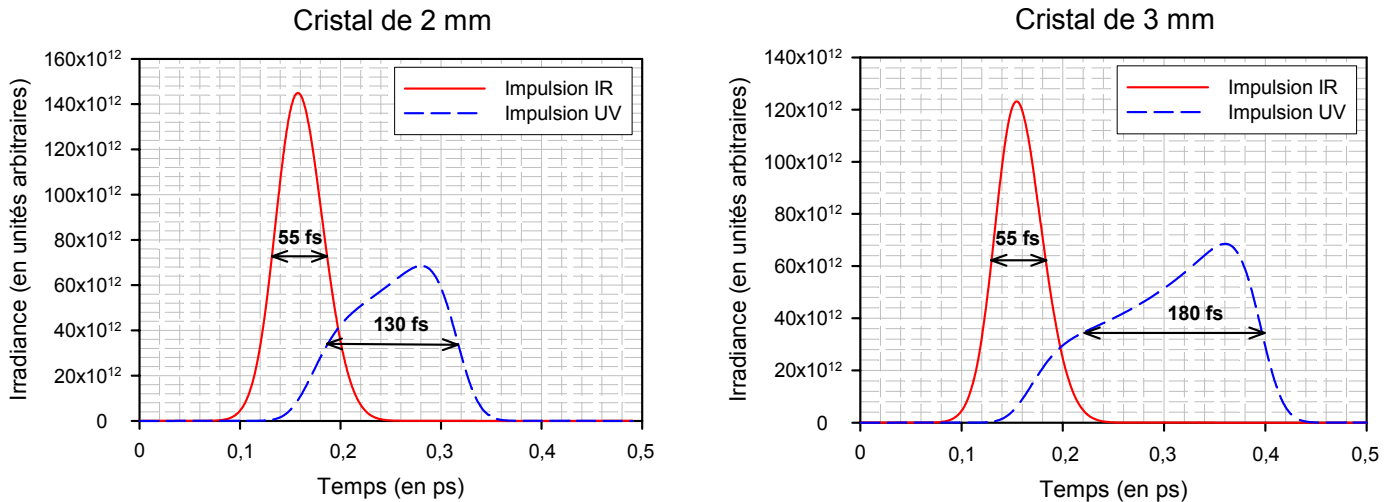 Cristal de 2 mm
Irradiance (en unités arbitraires)
160x10¹²
140x10¹²
120x10¹²
100x10¹²
80x10¹²
60x10¹²
40x10¹²
20x10¹²
0
Impulsion IR
Impulsion UV
55 fs
130 fs
0
0,1
0,2
0,3
0,4
0,5
Temps (en ps)
Cristal de 3 mm
Irradiance (en unités arbitraires)
140x10¹²
120x10¹²
100x10¹²
80x10¹²
60x10¹²
40x10¹²
20x10¹²
0
Impulsion IR
Impulsion UV
55 fs
180 fs
0
0,1
0,2
0,3
0,4
0,5
Temps (en ps)